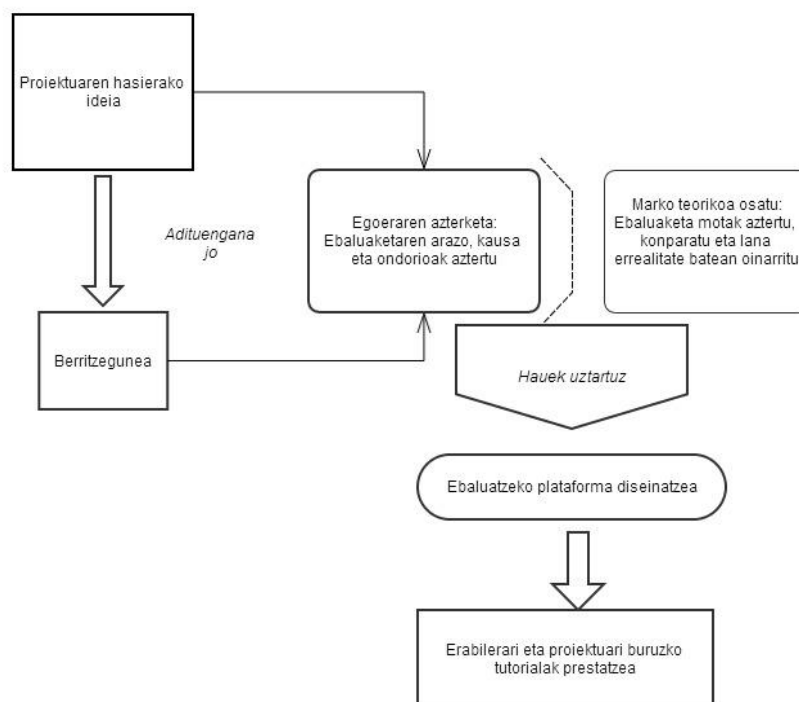 Proiektuaren hasierako
ideia
Adituengana
jo
Egoeraren azterketa:
Ebaluaketaren arazo, kausa
eta ondorioak aztertu
Marko teorikoa osatu:
Ebaluaketa motak aztertu,
konparatu eta lana
errealitate batean oinarritu
Berritzegunea
Hauek uztartuz
Ebaluatzeko plataforma diseinatzea
Erabilerari eta proiektuari buruzko
tutorialak prestatzea